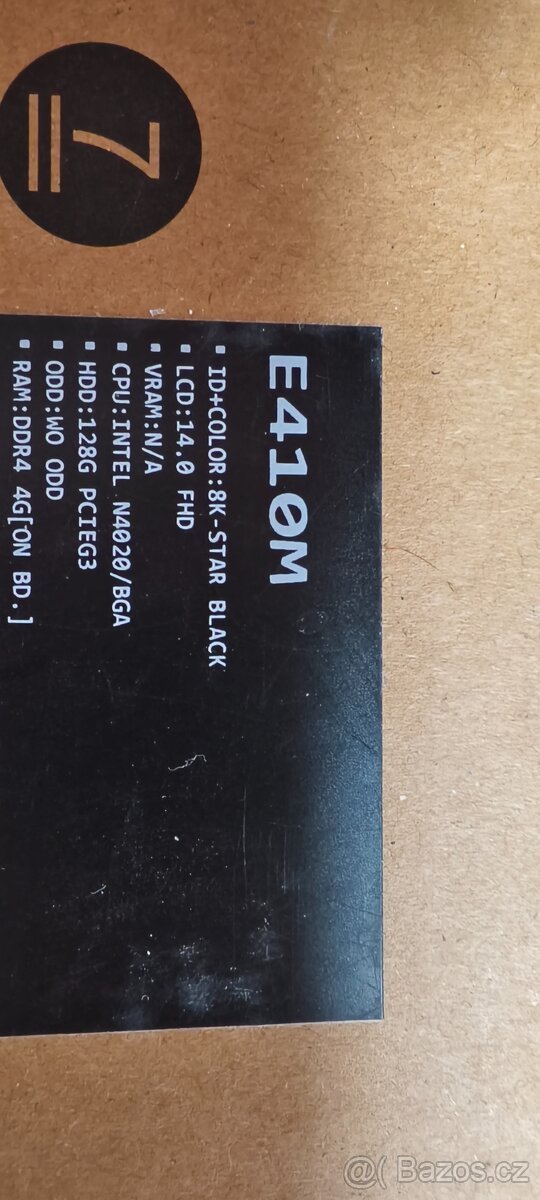 7
E410M
▪ ID+COLOR:8K-STAR BLACK
▪ LCD:14.0 FHD
▪ VRAM:N/A
▪ CPU:INTEL N4020/BGA
▪ HDD:128G PCIEG3
▪ ODD:WO ODD
▪ RAM:DDR4 4G[ON BD.]
@( Bazos.cz